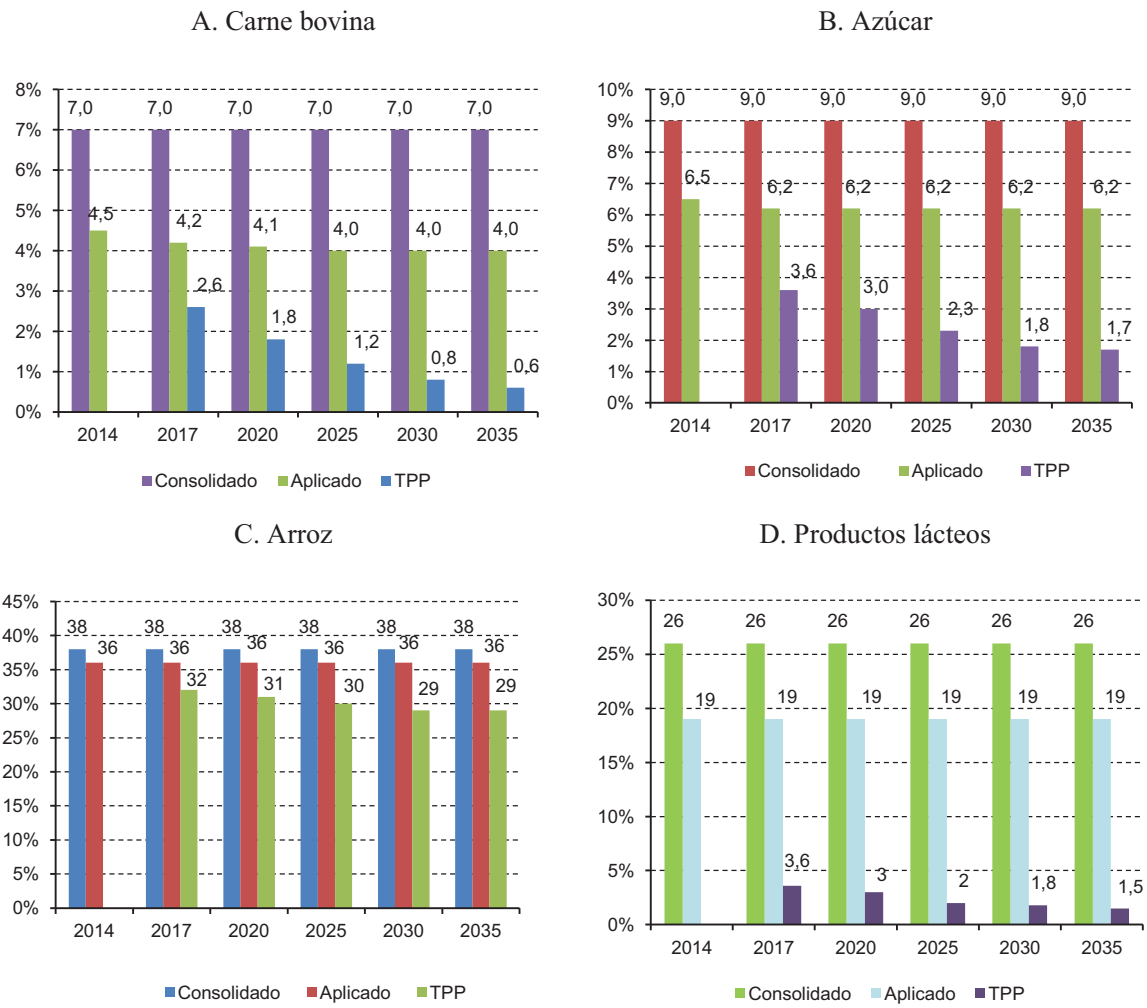 A. Carne bovina
8%
7%
6%
5%
4%
3%
2%
1%
0%
7,0 7,0 7,0 7,0 7,0 7,0
4,5 4,2 4,1 4,0 4,0 4,0
2,6 1,8 1,2 0,8 0,6
2014 2017 2020 2025 2030 2035
Consolidado Aplicado TPP
B. Azúcar
10%
9%
8%
7%
6%
5%
4%
3%
2%
1%
0%
9,0 9,0 9,0 9,0 9,0 9,0
6,5 6,2 6,2 6,2 6,2 6,2
3,6 3,0 2,3 1,8 1,7
2014 2017 2020 2025 2030 2035
Consolidado Aplicado TPP
C. Arroz
45%
40%
35%
30%
25%
20%
15%
10%
5%
0%
38 38 38 38 38 38
36 36 36 36 36 36
32 31 30 29 29
2014 2017 2020 2025 2030 2035
Consolidado Aplicado TPP
D. Productos lácteos
30%
25%
20%
15%
10%
5%
0%
26 26 26 26 26 26
19 19 19 19 19 19
3,6 3 2 1,8 1,5
2014 2017 2020 2025 2030 2035
Consolidado Aplicado TPP